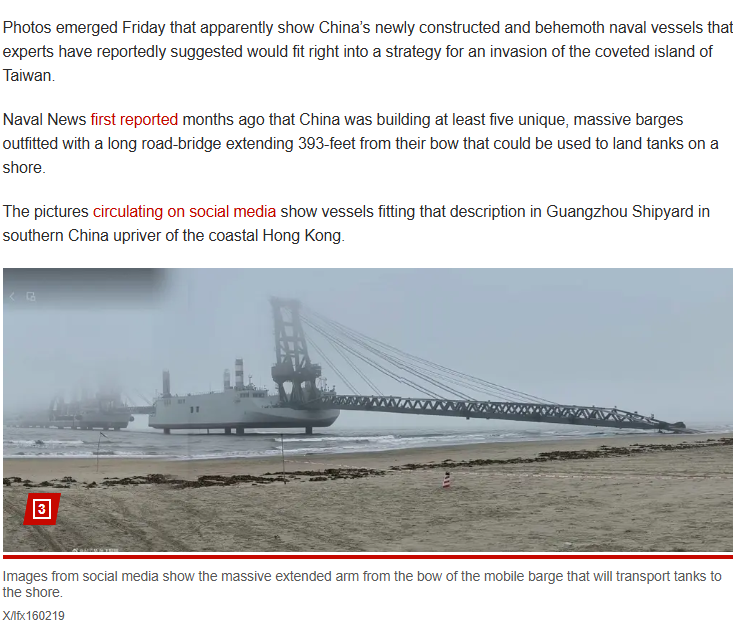 Photos emerged Friday that apparently show China’s newly constructed and behemoth naval vessels that
experts have reportedly suggested would fit right into a strategy for an invasion of the coveted island of
Taiwan.
Naval News first reported months ago that China was building at least five unique, massive barges
outfitted with a long road-bridge extending 393-feet from their bow that could be used to land tanks on a
shore.
The pictures circulating on social media show vessels fitting that description in Guangzhou Shipyard in
southern China upriver of the coastal Hong Kong.
3
Images from social media show the massive extended arm from the bow of the mobile barge that will transport tanks to
the shore.
X/lfx160219